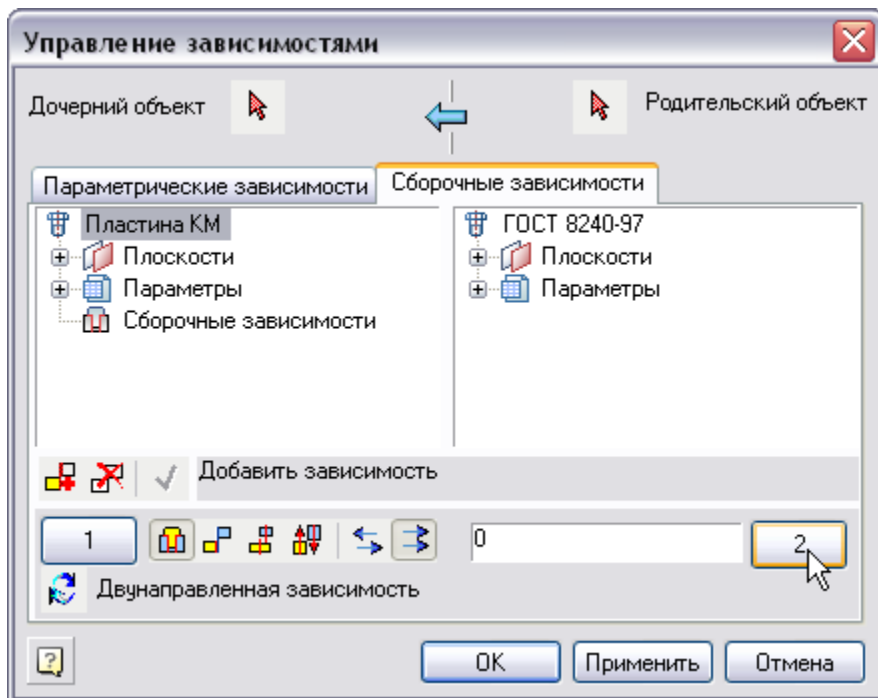 Управление зависимостями
Дочерний объект
Родительский объект
Параметрические зависимости
Сборочные зависимости
Пластина КМ
Плоскости
Параметры
Сборочные зависимости
ГОСТ 8240-97
Плоскости
Параметры
Добавить зависимость
1
0
2
Двунаправленная зависимость
?
ОК
Применить
Отмена